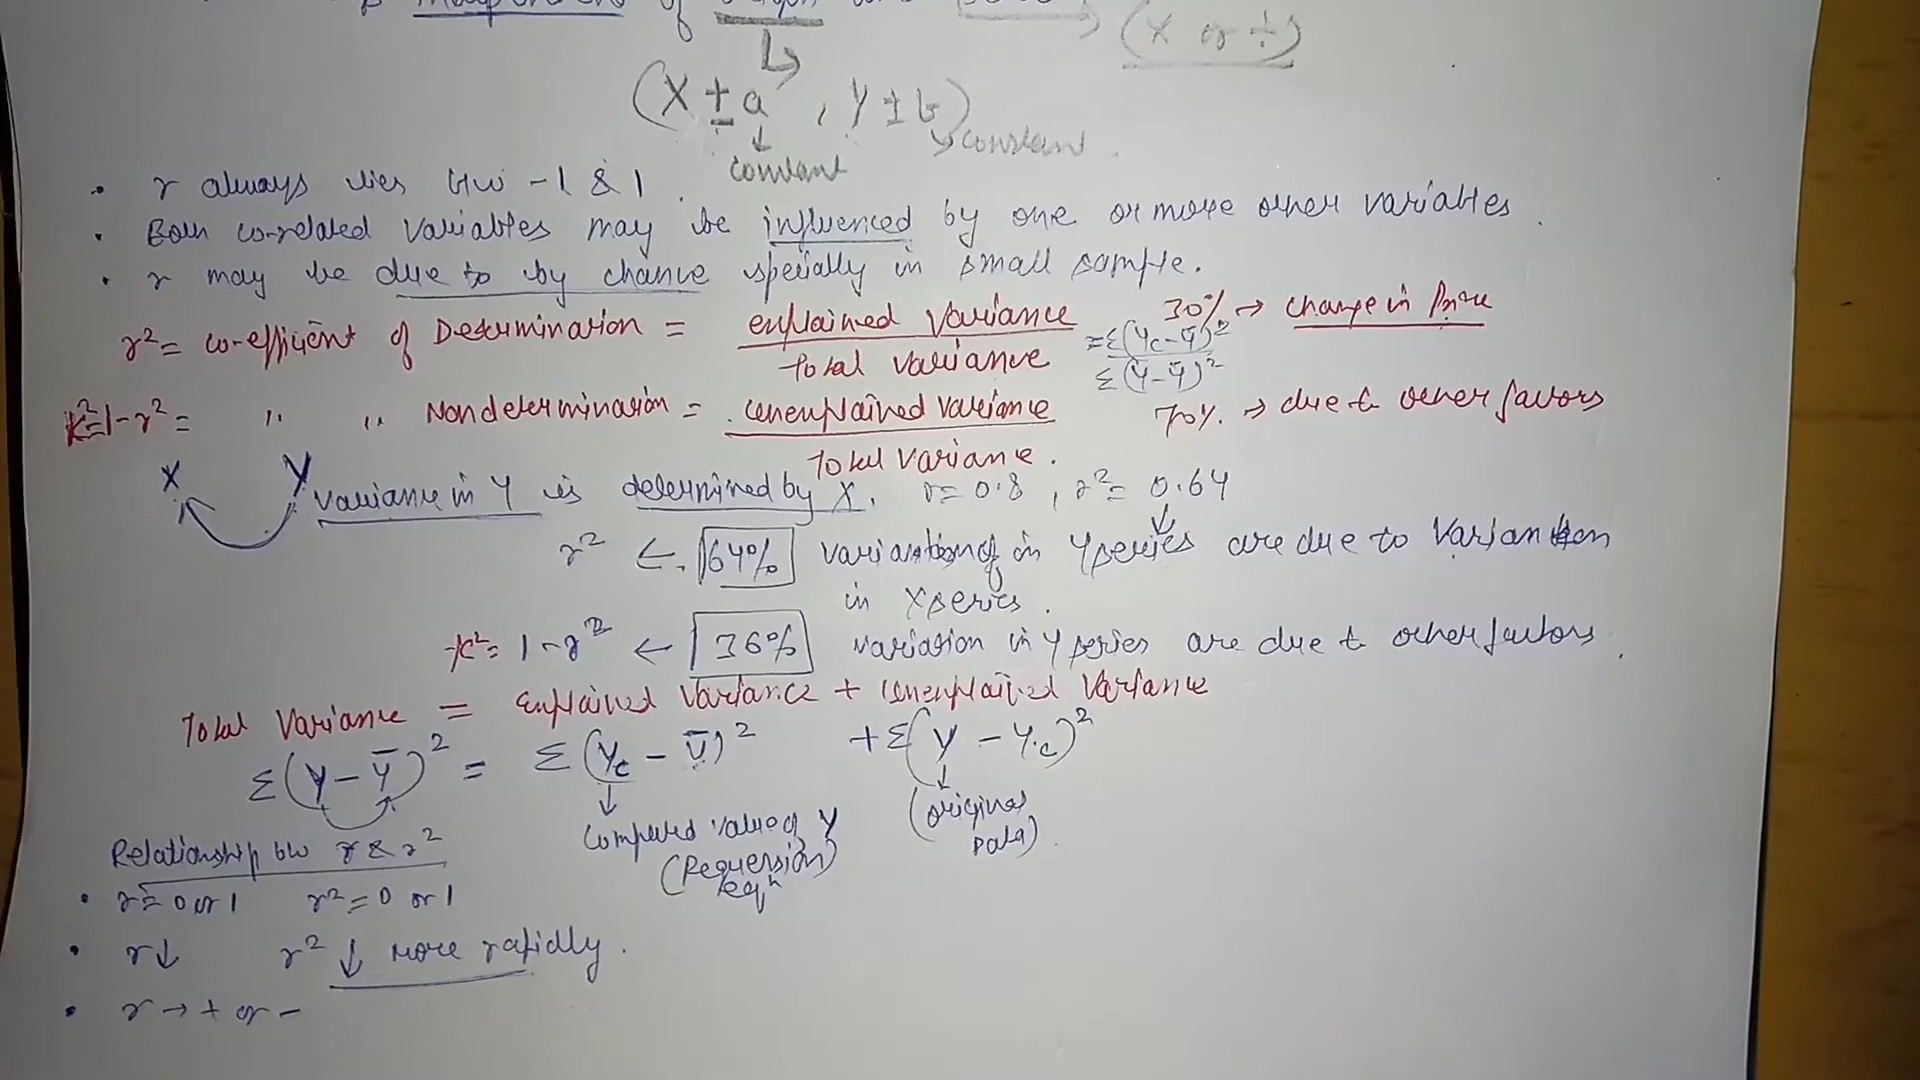 independent of origin and
(X or ÷)
(X ± a , Y ± b)
constant
constant
• r always lies btw -1 & 1.
• Both co-related variables may be influenced by one or more other variables.
• r may be due to by chance specially in small sample.
r² = co-efficient of Determination = explained variance / Total variance = Σ(Yc-Ȳ)² / Σ(Y-Ȳ)² 30% → change in Price
K²=1-r² = " " Nondetermination = unexplained variance / Total variance. 70% → due to other factors
X Y variance in Y is determined by X. r= 0.8 , r² = 0.64
r² ← 64% variation in Y series are due to variation
in X series.
K² = 1-r² ← 36% variation in Y series are due to other factors.
Total variance = explained variance + unexplained variance
Σ(Y-Ȳ)² = Σ(Yc - Ȳ)² + Σ(Y - Yc)²
computed value of Y (original
(Regression data).
eqⁿ)
Relationship bw r & r²
• r = 0 or 1 r² = 0 or 1
• r↓ r² ↓ more rapidly.
• r → + or -